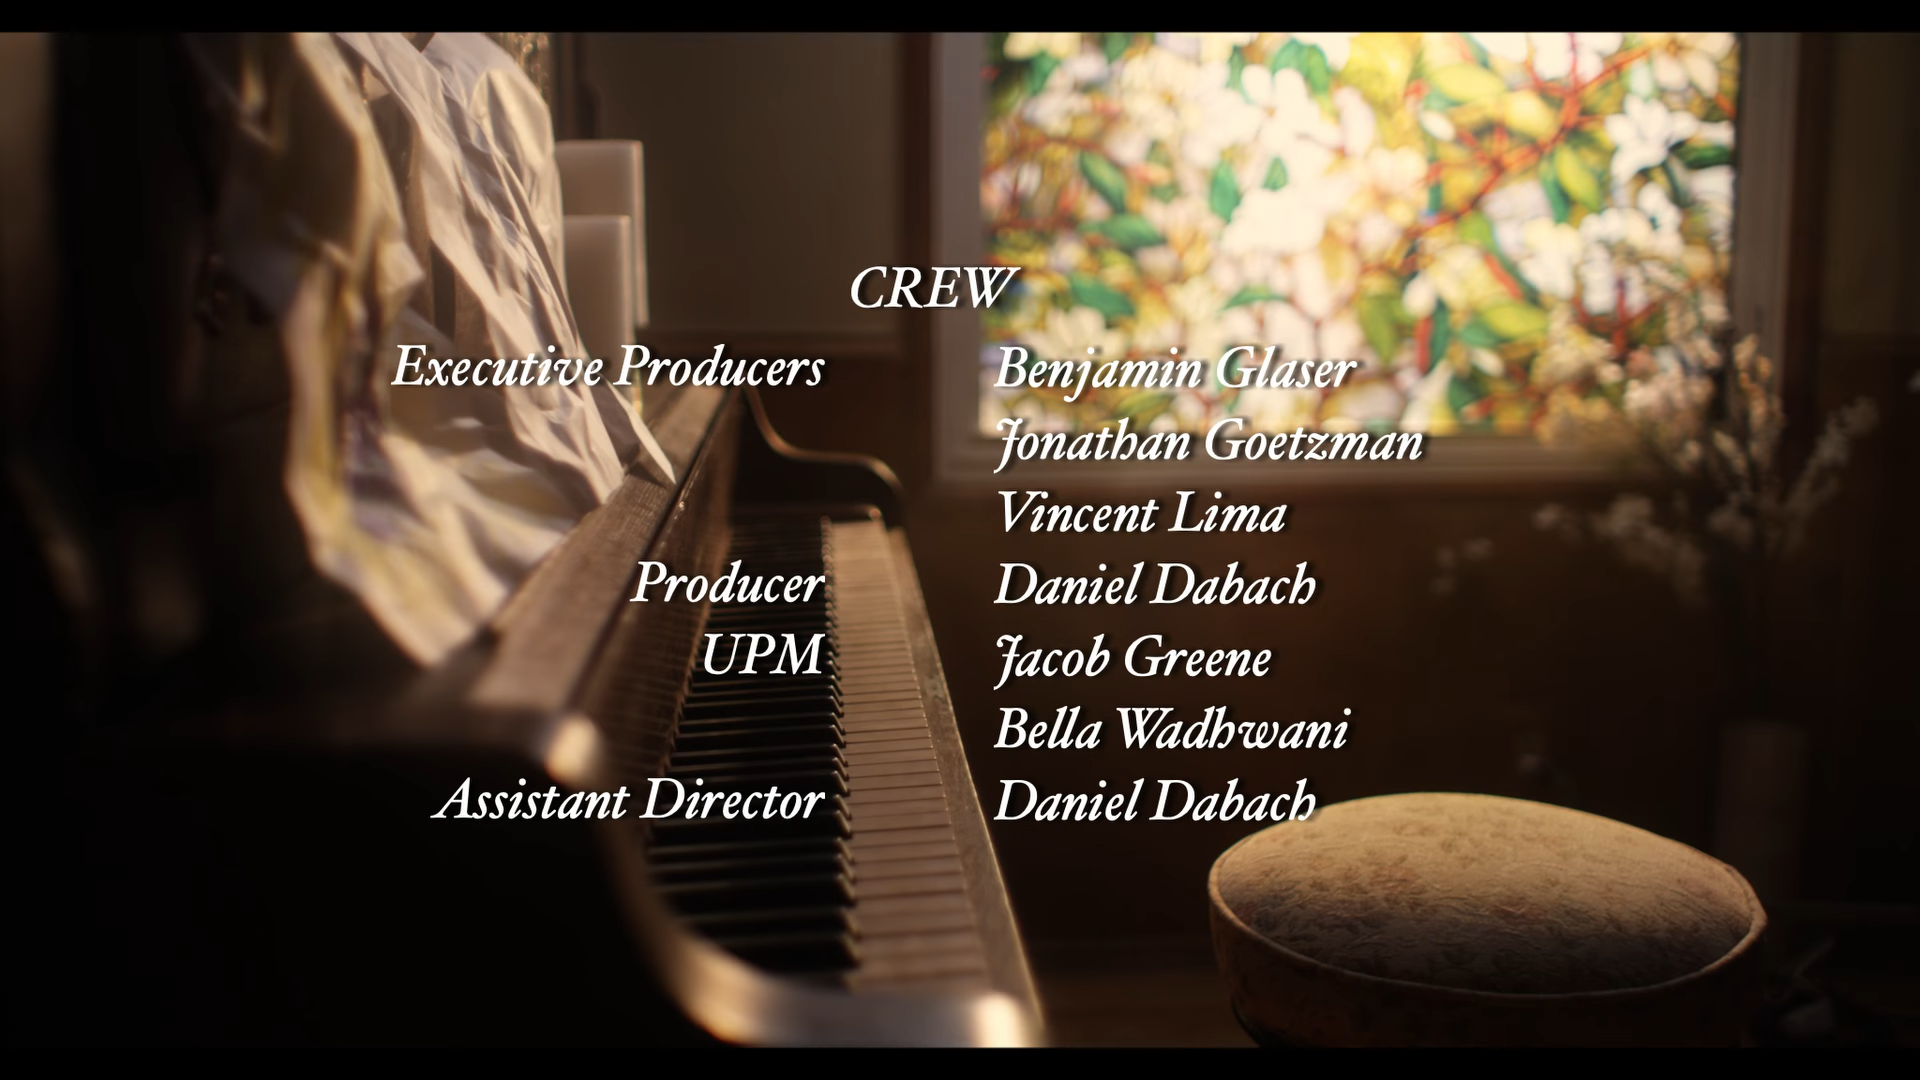 CREW
Executive Producers Benjamin Glaser
Jonathan Goetzman
Vincent Lima
Producer Daniel Dabach
UPM Jacob Greene
Bella Wadhwani
Assistant Director Daniel Dabach